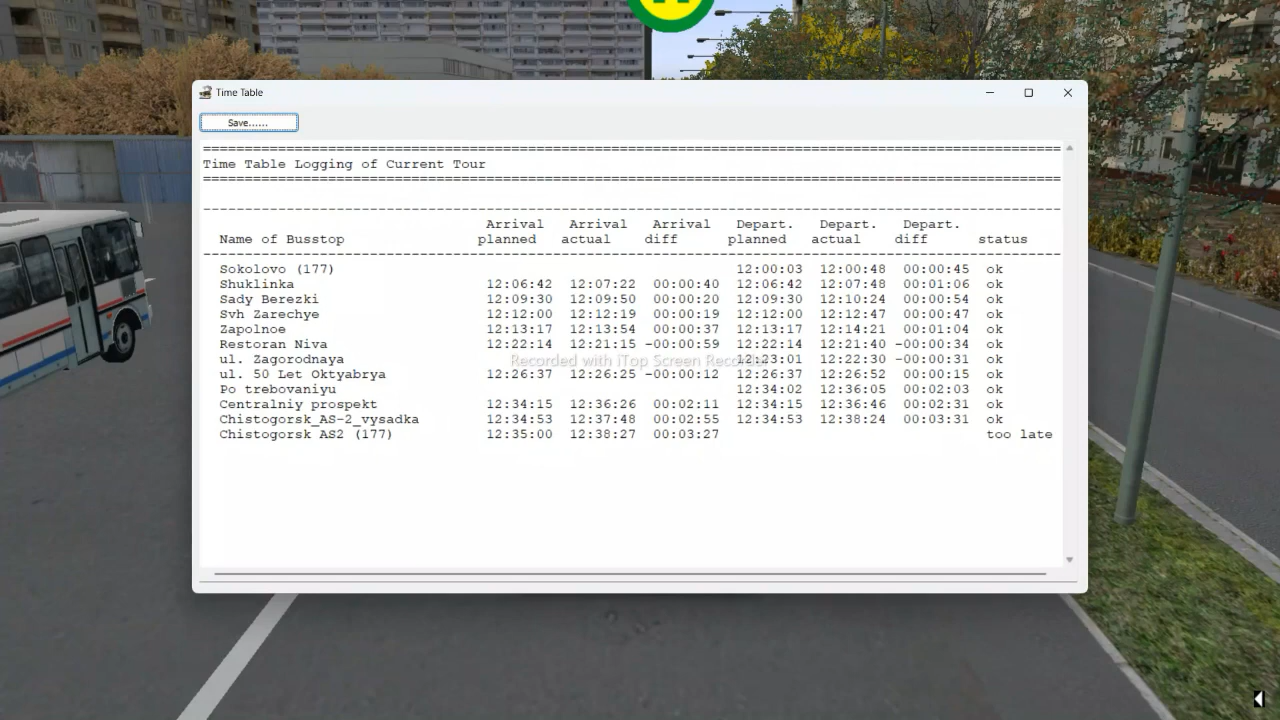 Time Table
Save......
================================================================================
Time Table Logging of Current Tour
================================================================================
--------------------------------------------------------------------------------
Arrival Arrival Arrival Depart. Depart. Depart.
Name of Busstop planned actual diff planned actual diff status
--------------------------------------------------------------------------------
Sokolovo (177) 12:00:03 12:00:48 00:00:45 ok
Shuklinka 12:06:42 12:07:22 00:00:40 12:06:42 12:07:48 00:01:06 ok
Sady Berezki 12:09:30 12:09:50 00:00:20 12:09:30 12:10:24 00:00:54 ok
Svh Zarechye 12:12:00 12:12:19 00:00:19 12:12:00 12:12:47 00:00:47 ok
Zapolnoe 12:13:17 12:13:54 00:00:37 12:13:17 12:14:21 00:01:04 ok
Restoran Niva 12:22:14 12:21:15 -00:00:59 12:22:14 12:21:40 -00:00:34 ok
ul. Zagorodnaya 12:23:01 12:22:30 -00:00:31 ok
Recorded with iTop Screen Recorder
ul. 50 Let Oktyabrya 12:26:37 12:26:25 -00:00:12 12:26:37 12:26:52 00:00:15 ok
Po trebovaniyu 12:34:02 12:36:05 00:02:03 ok
Centralniy prospekt 12:34:15 12:36:26 00:02:11 12:34:15 12:36:46 00:02:31 ok
Chistogorsk_AS-2_vysadka 12:34:53 12:37:48 00:02:55 12:34:53 12:38:24 00:03:31 ok
Chistogorsk AS2 (177) 12:35:00 12:38:27 00:03:27 too late